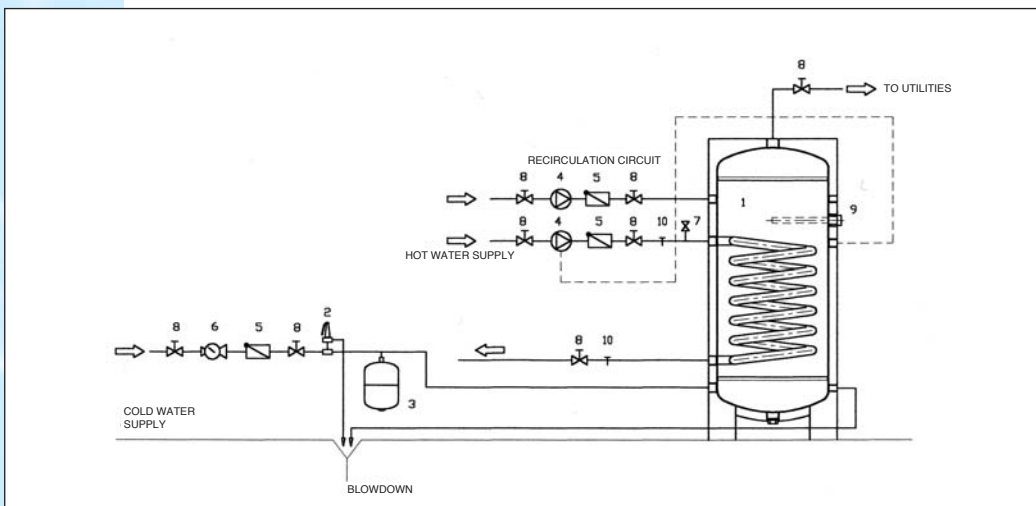 8
TO UTILITIES
RECIRCULATION CIRCUIT
8 4 5 8
1
9
8 4 5 8 10 7
HOT WATER SUPPLY
2
8 6 5 8
8 10
3
COLD WATER
SUPPLY
BLOWDOWN